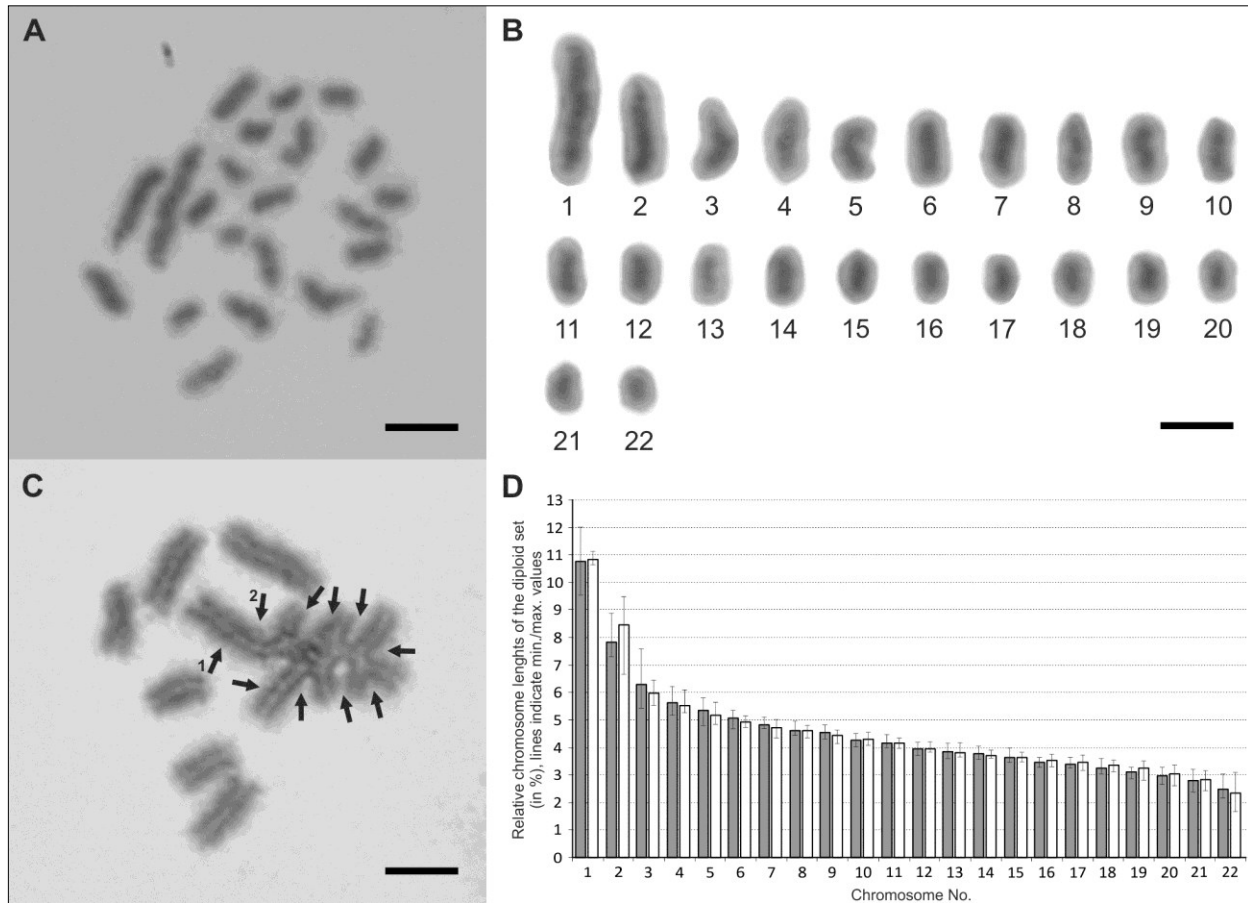 A
B
1 2 3 4 5 6 7 8 9 10
11 12 13 14 15 16 17 18 19 20
21 22
C
2
1
D
Relative chromosome lenghts of the diploid set
(in %), lines indicate min./max. values
13
12
11
10
9
8
7
6
5
4
3
2
1
0
1 2 3 4 5 6 7 8 9 10 11 12 13 14 15 16 17 18 19 20 21 22
Chromosome No.